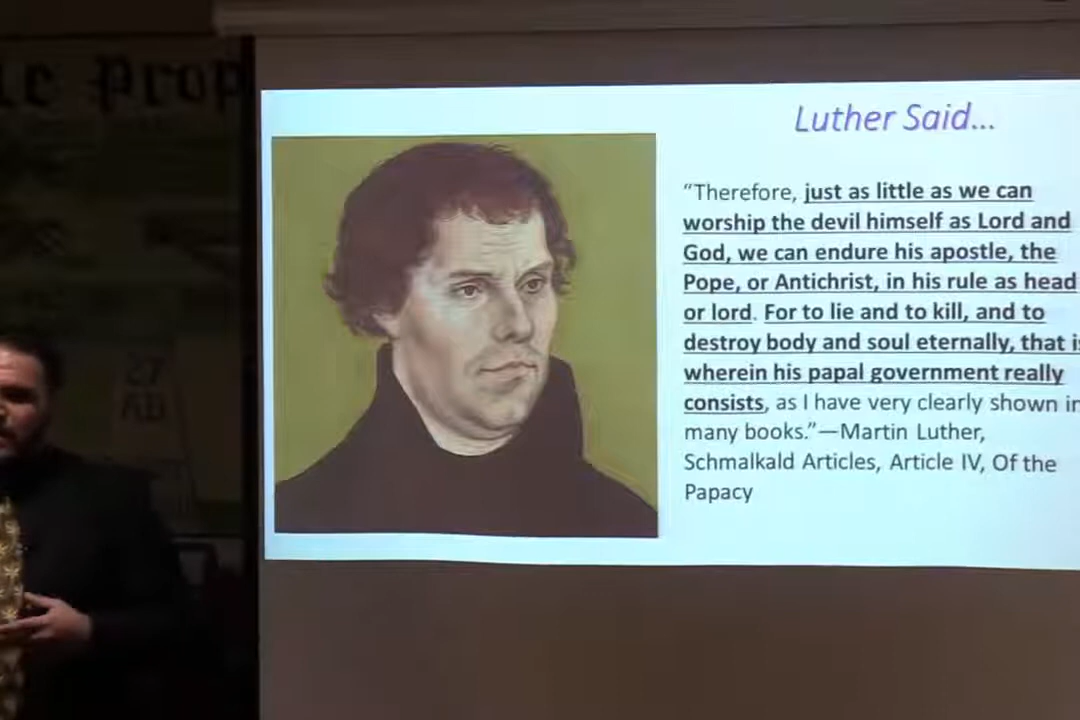 Luther Said...
"Therefore, just as little as we can
worship the devil himself as Lord and
God, we can endure his apostle, the
Pope, or Antichrist, in his rule as head
or lord. For to lie and to kill, and to
destroy body and soul eternally, that is
wherein his papal government really
consists, as I have very clearly shown in
many books."—Martin Luther,
Schmalkald Articles, Article IV, Of the
Papacy
Prop
27
AD